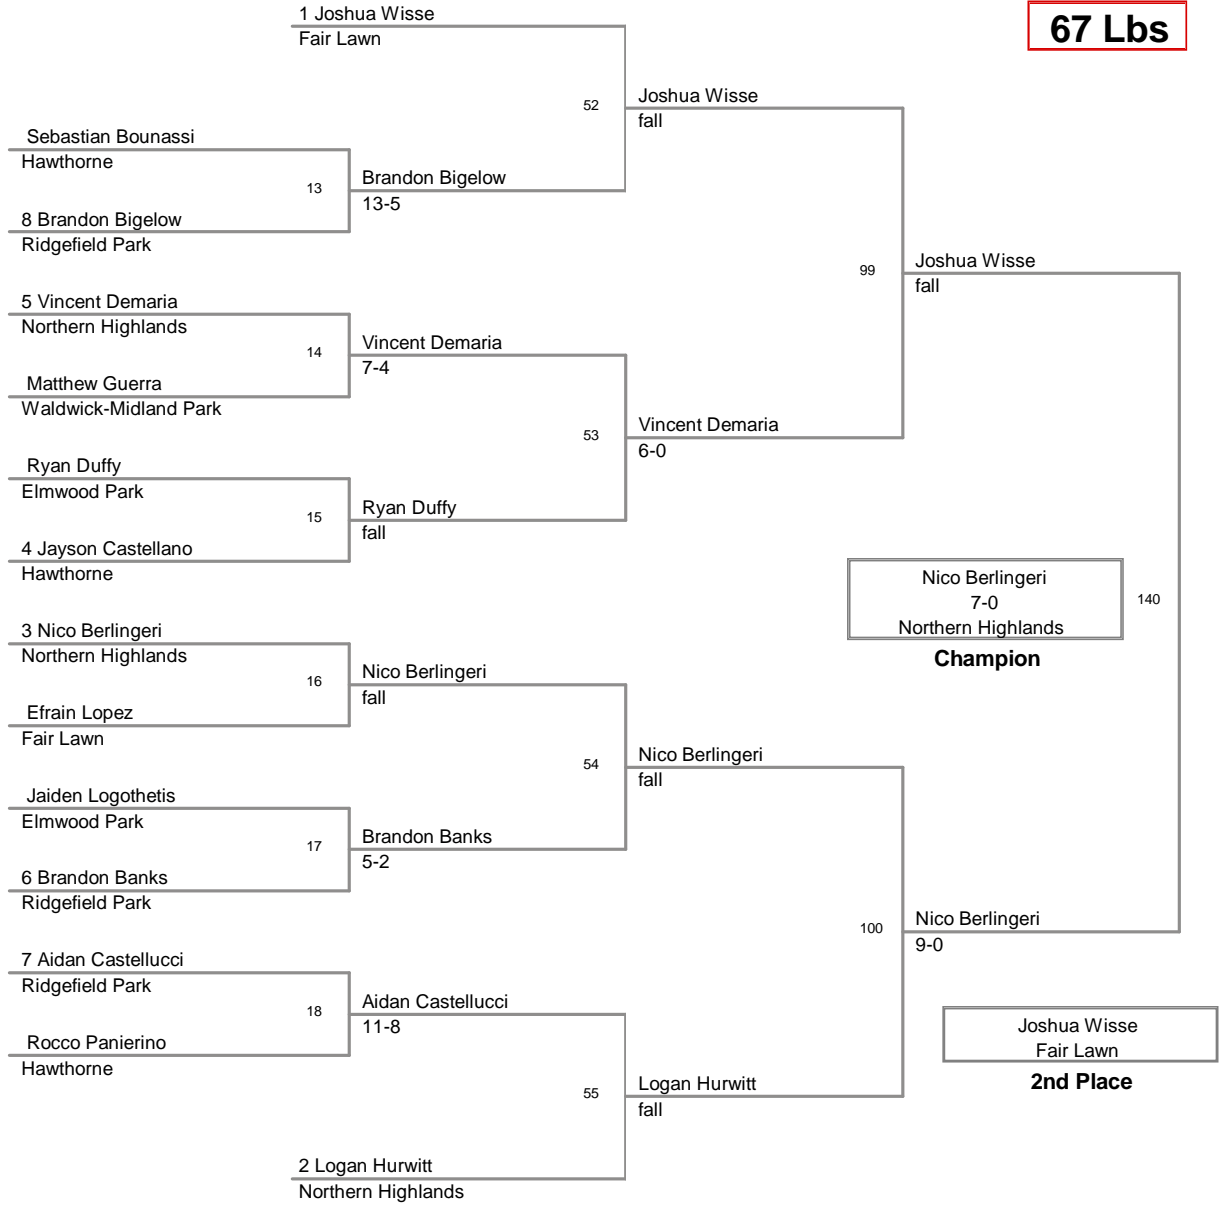 1 Joshua Wisse
Fair Lawn
67 Lbs
52
Joshua Wisse
fall
Sebastian Bounassi
Hawthorne
13
Brandon Bigelow
13-5
8 Brandon Bigelow
Ridgefield Park
99
Joshua Wisse
fall
5 Vincent Demaria
Northern Highlands
14
Vincent Demaria
7-4
Matthew Guerra
Waldwick-Midland Park
53
Vincent Demaria
6-0
Ryan Duffy
Elmwood Park
15
Ryan Duffy
fall
4 Jayson Castellano
Hawthorne
Nico Berlingeri
7-0
Northern Highlands
Champion
140
3 Nico Berlingeri
Northern Highlands
16
Nico Berlingeri
fall
Efrain Lopez
Fair Lawn
54
Nico Berlingeri
fall
Jaiden Logothetis
Elmwood Park
17
Brandon Banks
5-2
6 Brandon Banks
Ridgefield Park
100
Nico Berlingeri
9-0
7 Aidan Castellucci
Ridgefield Park
18
Aidan Castellucci
11-8
Rocco Panierino
Hawthorne
Joshua Wisse
Fair Lawn
2nd Place
55
Logan Hurwitt
fall
2 Logan Hurwitt
Northern Highlands